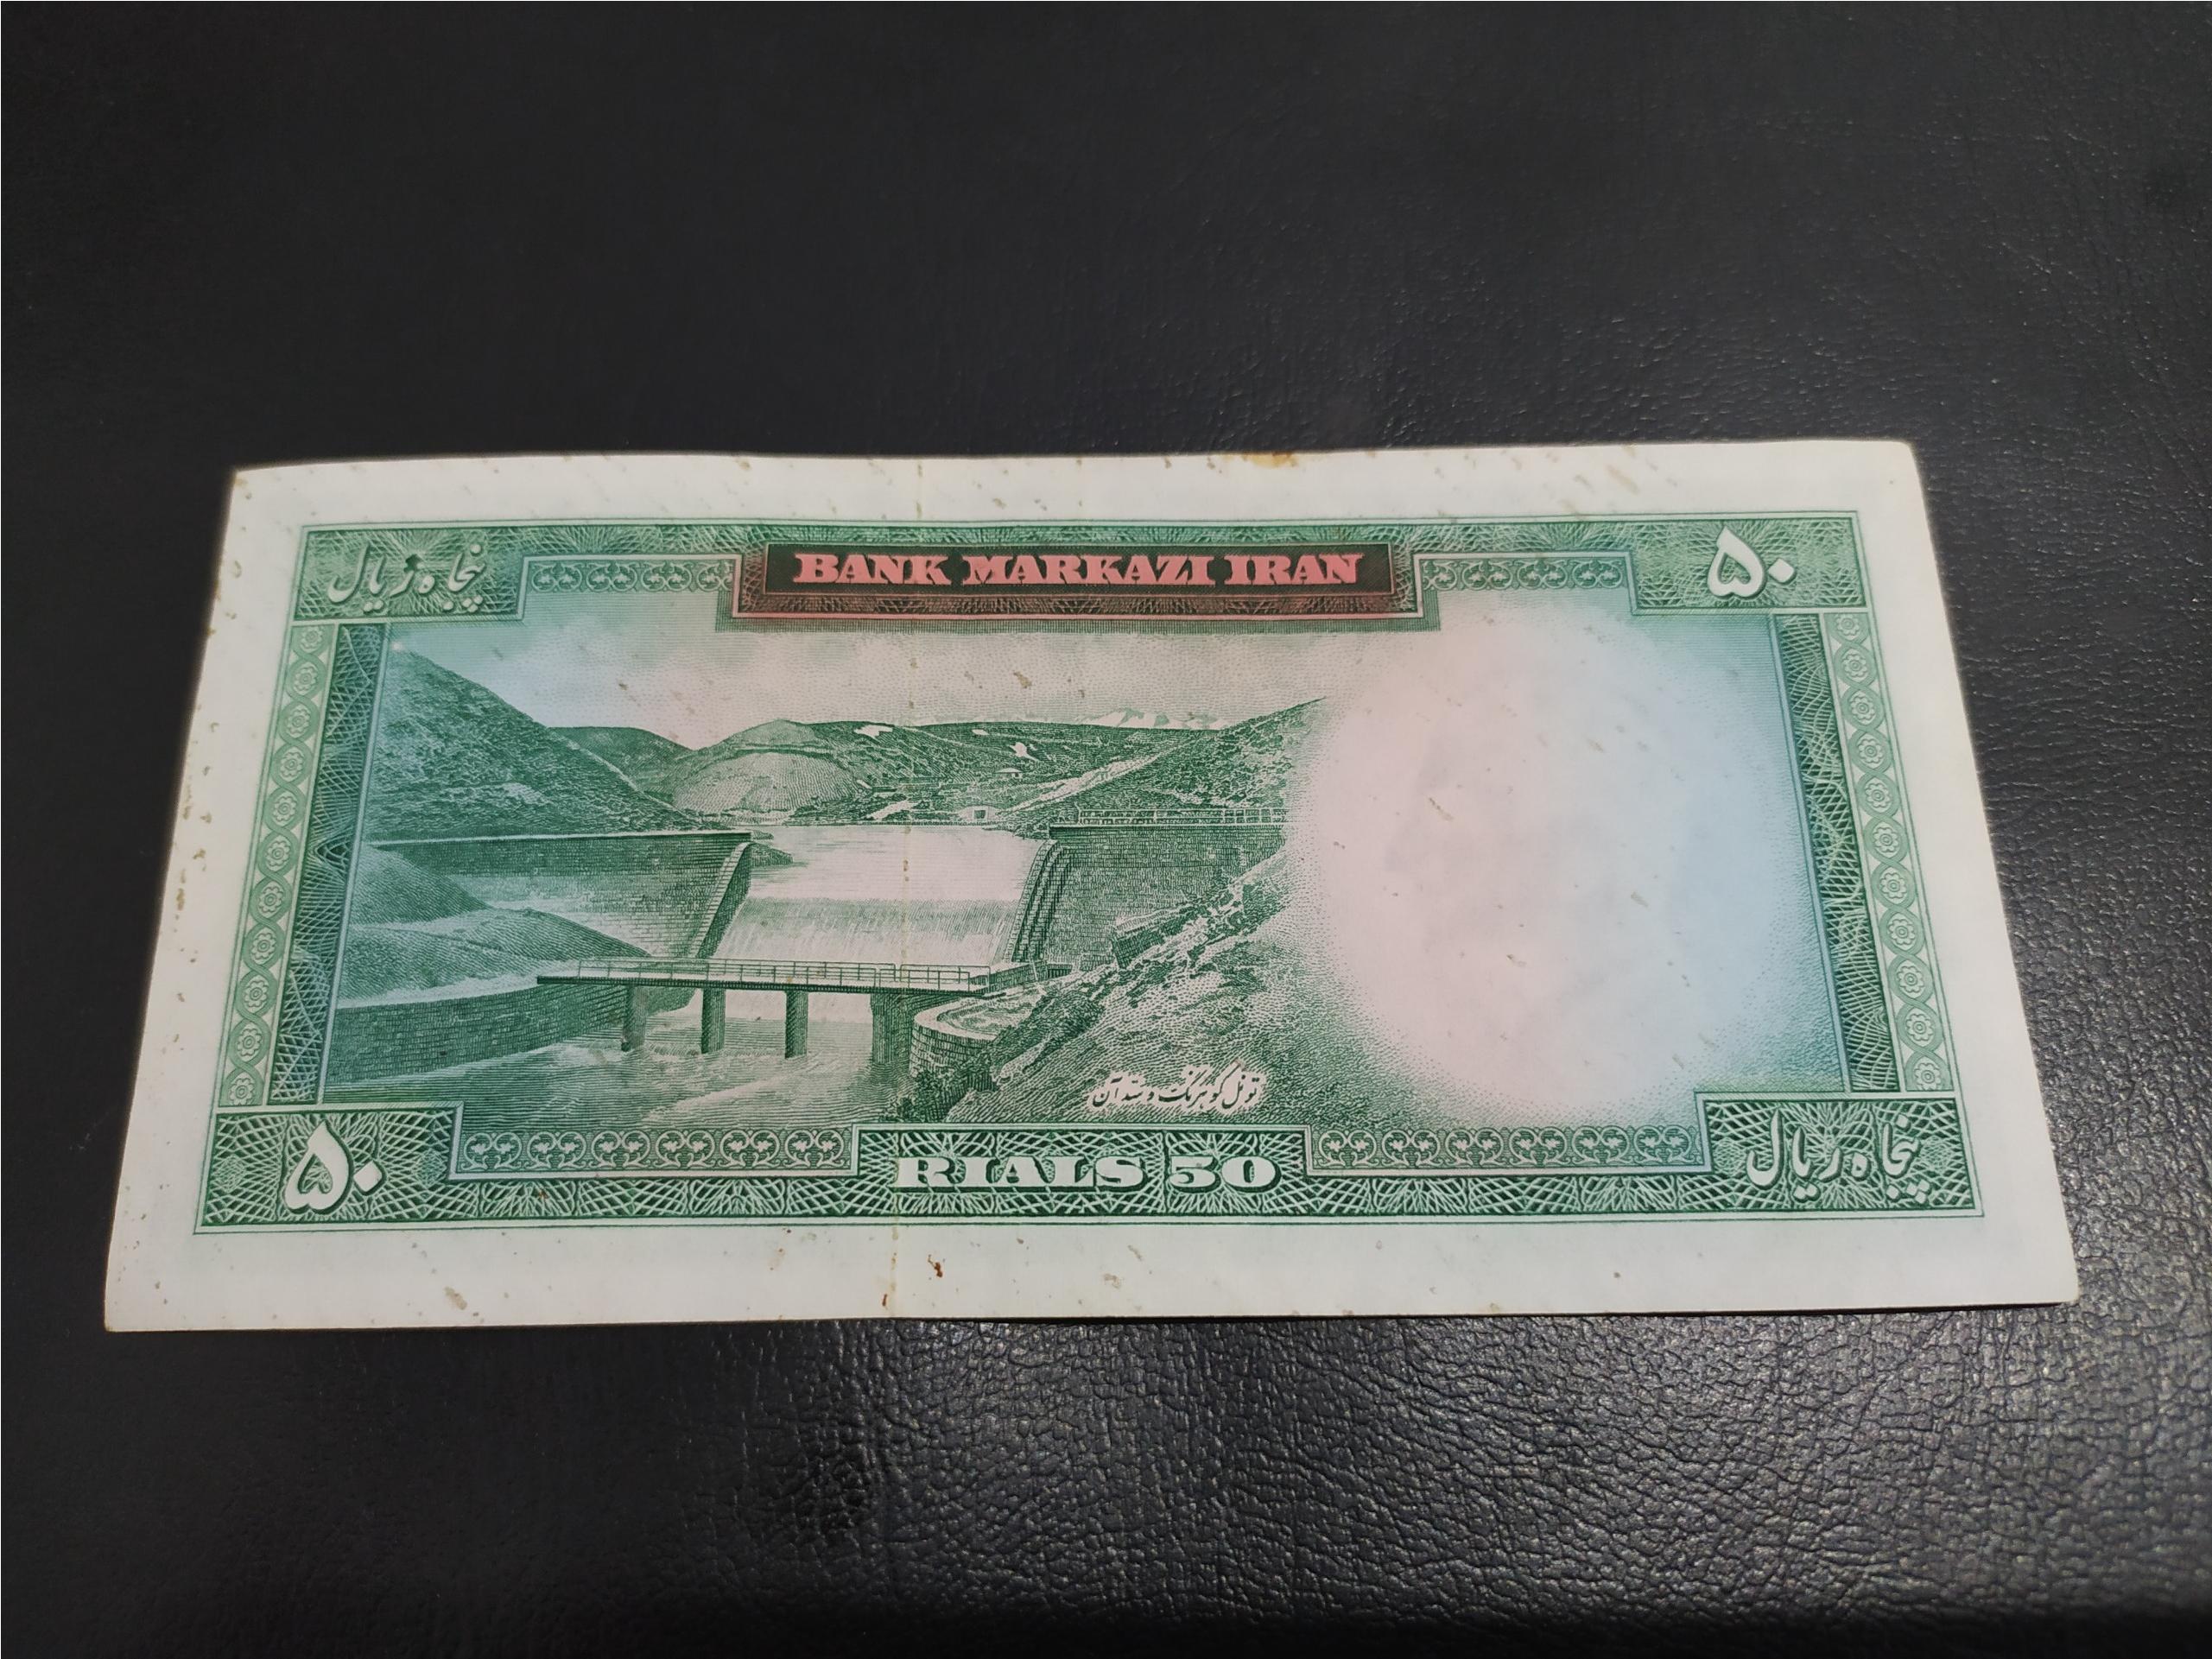 پنجاه ریال
BANK MARKAZI IRAN
۵۰
تونل کوهرنگ و سد آن
۵۰
RIALS 50
پنجاه ریال